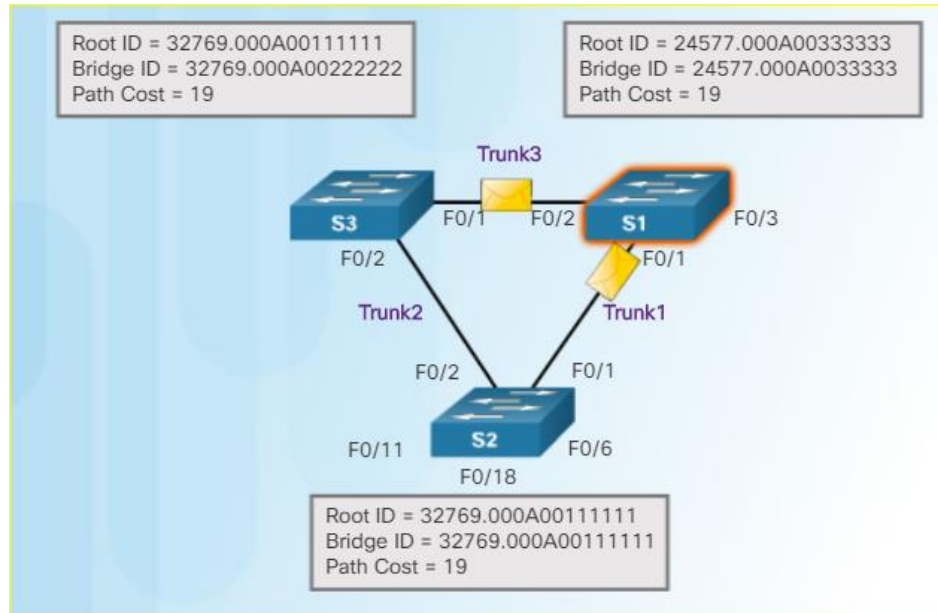 Root ID = 32769.000A00111111
Bridge ID = 32769.000A00222222
Path Cost = 19
Root ID = 24577.000A00333333
Bridge ID = 24577.000A0033333
Path Cost = 19
Trunk3
S3
F0/1
F0/2
S1
F0/3
F0/2
F0/1
Trunk2
Trunk1
F0/2
F0/1
F0/11
S2
F0/6
F0/18
Root ID = 32769.000A00111111
Bridge ID = 32769.000A00111111
Path Cost = 19